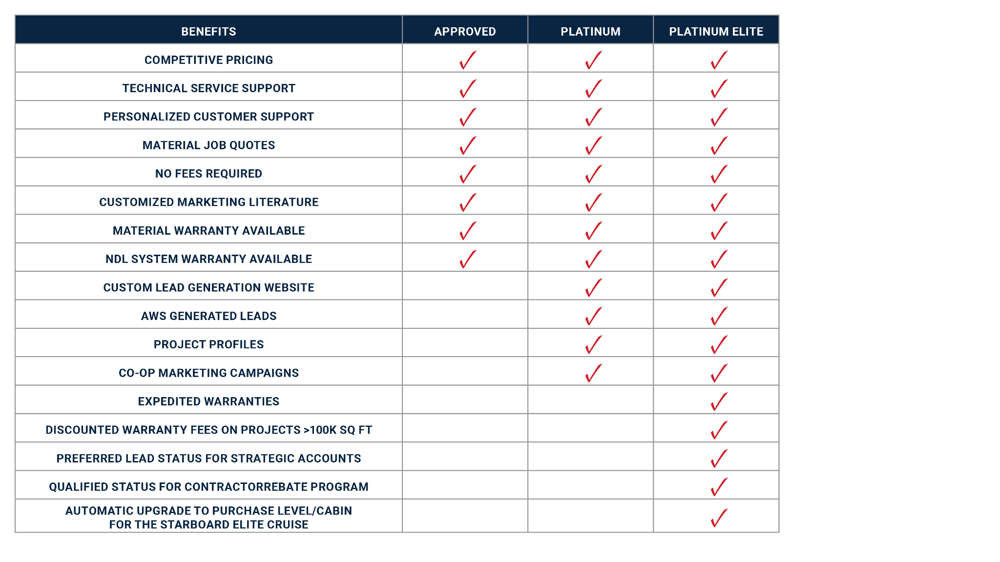 BENEFITS APPROVED PLATINUM PLATINUM ELITE
COMPETITIVE PRICING ✓ ✓ ✓
TECHNICAL SERVICE SUPPORT ✓ ✓ ✓
PERSONALIZED CUSTOMER SUPPORT ✓ ✓ ✓
MATERIAL JOB QUOTES ✓ ✓ ✓
NO FEES REQUIRED ✓ ✓ ✓
CUSTOMIZED MARKETING LITERATURE ✓ ✓ ✓
MATERIAL WARRANTY AVAILABLE ✓ ✓ ✓
NDL SYSTEM WARRANTY AVAILABLE ✓ ✓ ✓
CUSTOM LEAD GENERATION WEBSITE ✓ ✓
AWS GENERATED LEADS ✓ ✓
PROJECT PROFILES ✓ ✓
CO-OP MARKETING CAMPAIGNS ✓ ✓
EXPEDITED WARRANTIES ✓
DISCOUNTED WARRANTY FEES ON PROJECTS >100K SQ FT ✓
PREFERRED LEAD STATUS FOR STRATEGIC ACCOUNTS ✓
QUALIFIED STATUS FOR CONTRACTORREBATE PROGRAM ✓
AUTOMATIC UPGRADE TO PURCHASE LEVEL/CABIN
FOR THE STARBOARD ELITE CRUISE ✓